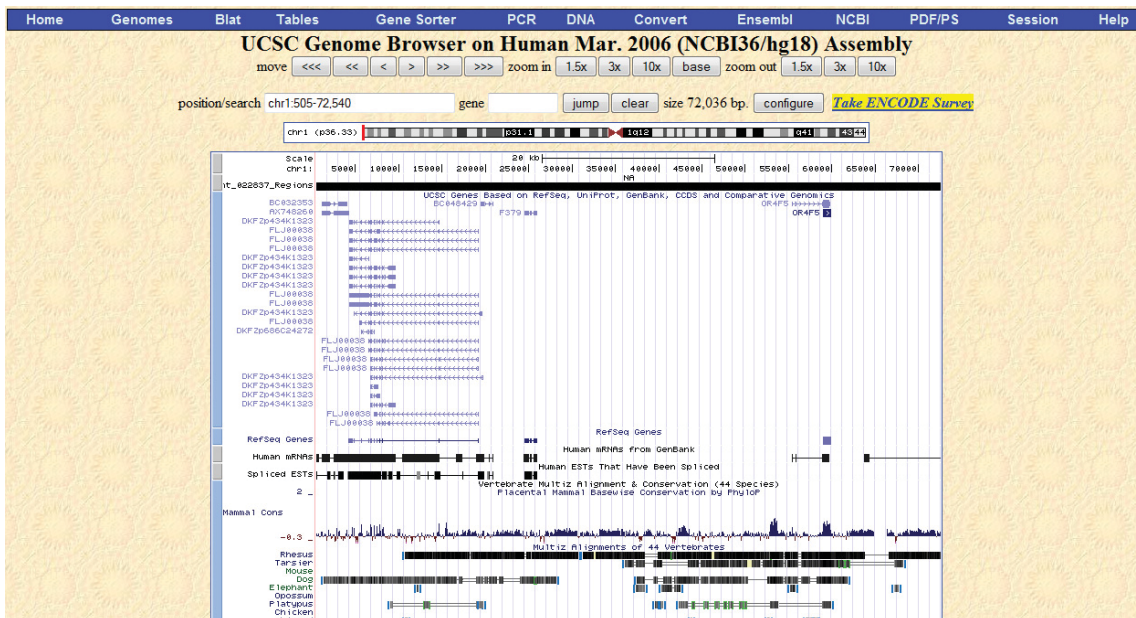 Home Genomes Blat Tables Gene Sorter PCR DNA Convert Ensembl NCBI PDF/PS Session Help
UCSC Genome Browser on Human Mar. 2006 (NCBI36/hg18) Assembly
move <<< << < > >> >>> zoom in 1.5x 3x 10x base zoom out 1.5x 3x 10x
position/search chr1:505-72,540 gene jump clear size 72,036 bp. configure Take ENCODE Survey
chr1 (p36.33) p31.1 1q12 q41 43 44
Scale 20 kb
chr1: 5000 10000 15000 20000 25000 30000 35000 40000 45000 50000 55000 60000 65000 70000
NA
nt_022837_Regions
UCSC Genes Based on RefSeq, UniProt, GenBank, CCDS and Comparative Genomics
BC032353 BC048429 OR4F5
AX748260 F379 OR4F5
DKFZp434K1323
FLJ00038
FLJ00038
FLJ00038
DKFZp434K1323
DKFZp434K1323
DKFZp434K1323
DKFZp434K1323
FLJ00038
FLJ00038
DKFZp434K1323
FLJ00038
DKFZp686C24272
FLJ00038
FLJ00038
FLJ00038
FLJ00038
DKFZp434K1323
DKFZp434K1323
DKFZp434K1323
DKFZp434K1323
FLJ00038
FLJ00038
RefSeq Genes
RefSeq Genes
Human mRNAs from GenBank
Human mRNAs
Human ESTs That Have Been Spliced
Spliced ESTs
Vertebrate Multiz Alignment & Conservation (44 Species)
Placental Mammal Basewise Conservation by PhyloP
2 _
Mammal Cons
-0.3 _
Multiz Alignments of 44 Vertebrates
Rhesus
Tarsier
Mouse
Dog
Elephant
Opossum
Platypus
Chicken